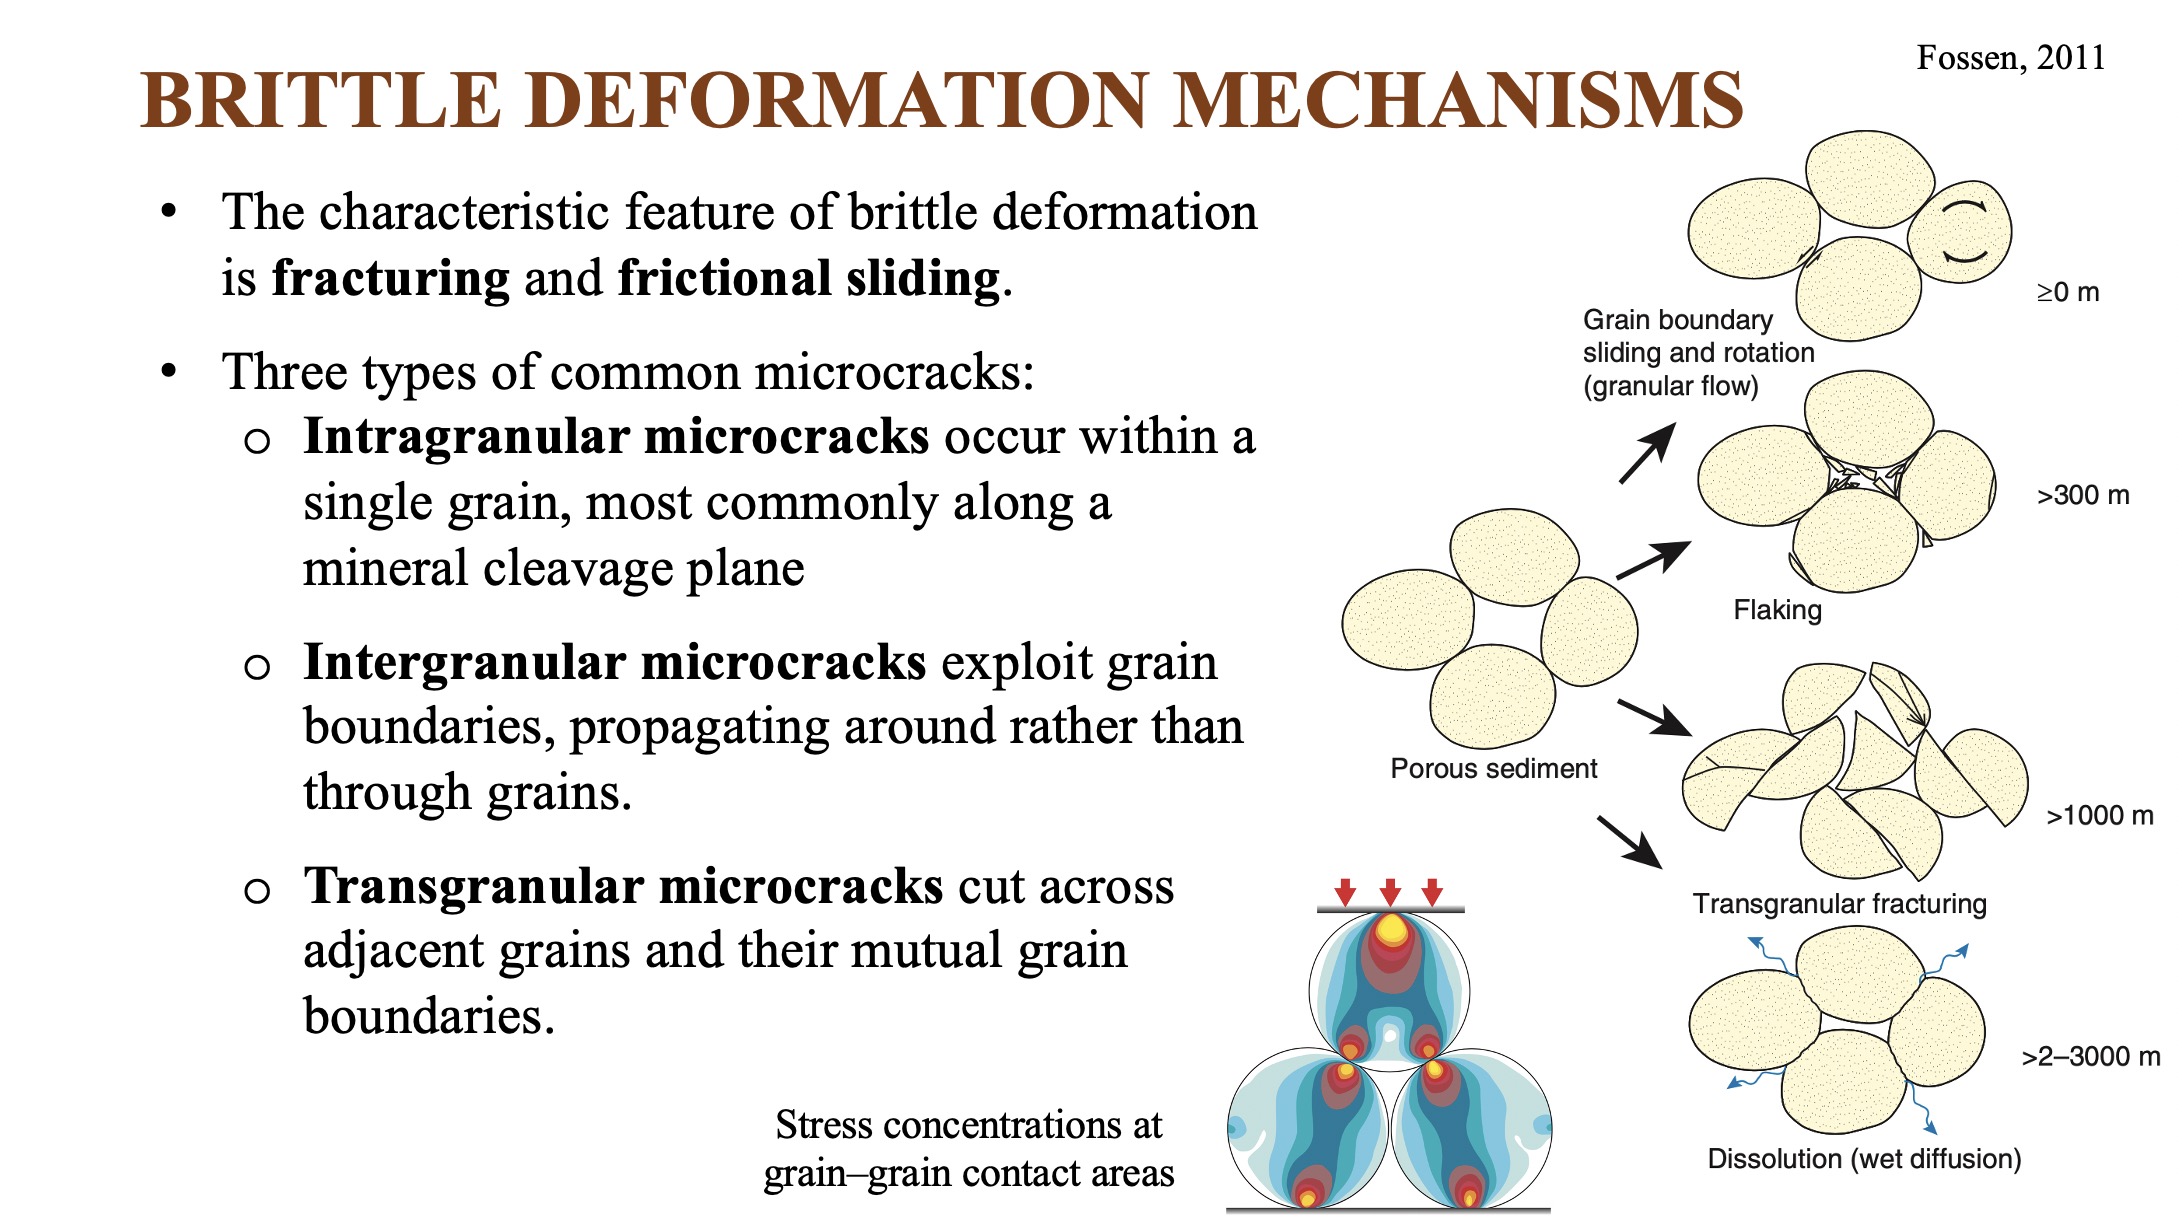 Fossen, 2011
BRITTLE DEFORMATION MECHANISMS
• The characteristic feature of brittle deformation
is fracturing and frictional sliding.
• Three types of common microcracks:
o Intragranular microcracks occur within a
single grain, most commonly along a
mineral cleavage plane
o Intergranular microcracks exploit grain
boundaries, propagating around rather than
through grains.
o Transgranular microcracks cut across
adjacent grains and their mutual grain
boundaries.
Stress concentrations at
grain–grain contact areas
Porous sediment
Grain boundary
sliding and rotation
(granular flow)
≥0 m
Flaking
>300 m
Transgranular fracturing
>1000 m
Dissolution (wet diffusion)
>2–3000 m